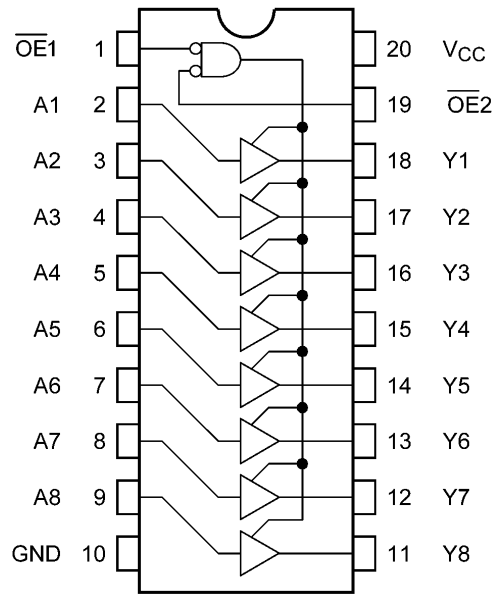 O̅E̅1 1 20 VCC
A1 2 19 O̅E̅2
A2 3 18 Y1
A3 4 17 Y2
A4 5 16 Y3
A5 6 15 Y4
A6 7 14 Y5
A7 8 13 Y6
A8 9 12 Y7
GND 10 11 Y8